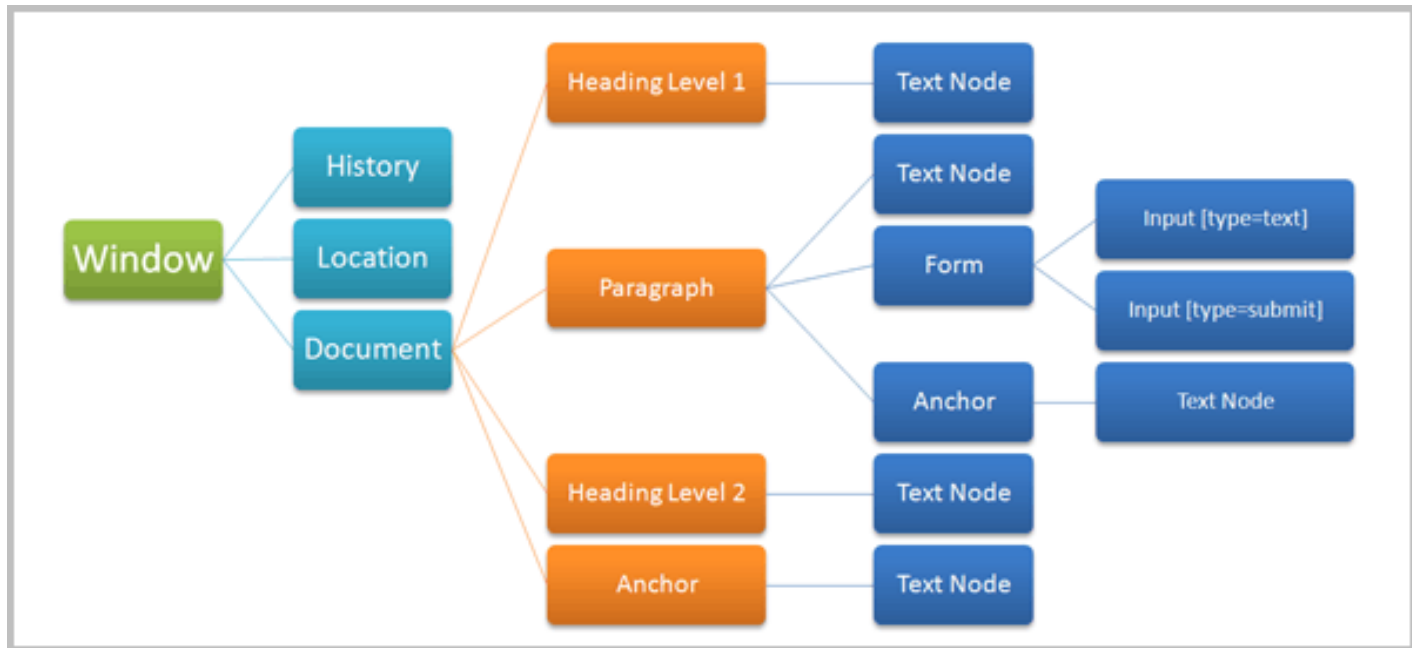 Window
History
Location
Document
Heading Level 1
Paragraph
Heading Level 2
Anchor
Text Node
Text Node
Form
Anchor
Text Node
Text Node
Input [type=text]
Input [type=submit]
Text Node